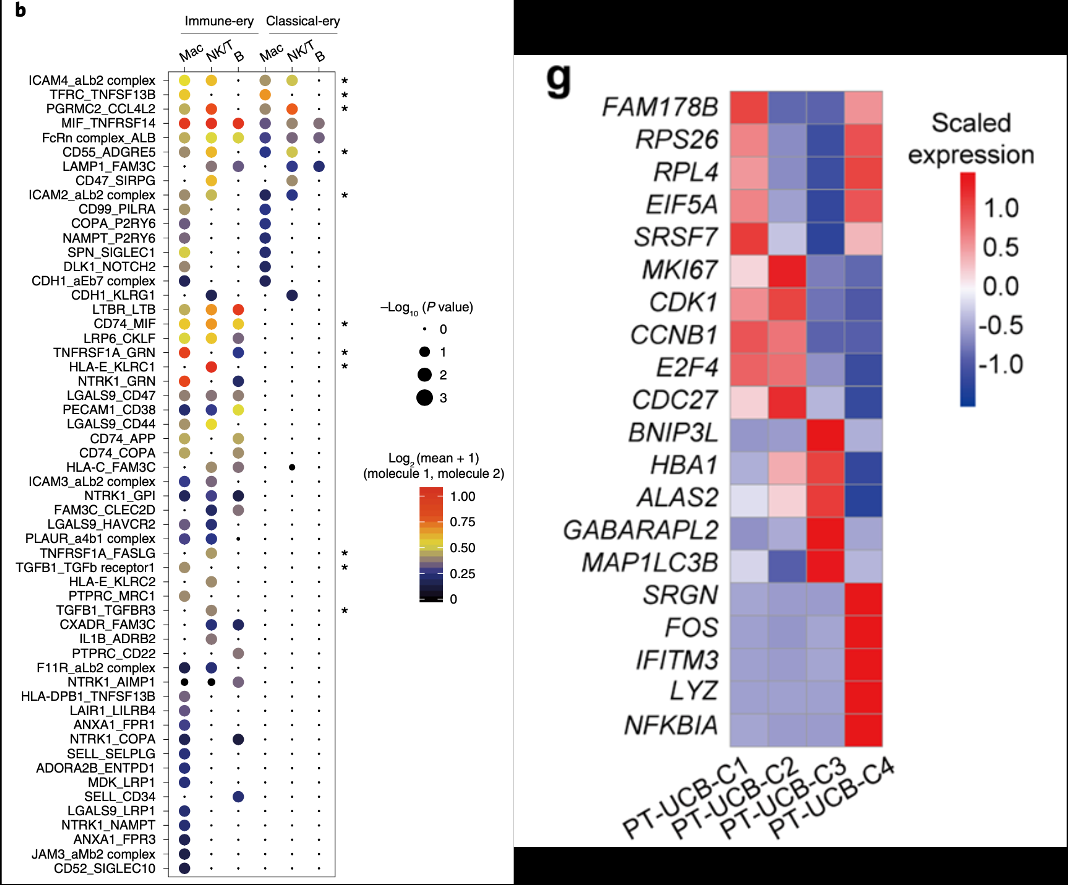 b
Immune-ery Classical-ery
Mac NK/T B Mac NK/T B
ICAM4_aLb2 complex *
TFRC_TNFSF13B *
PGRMC2_CCL4L2 *
MIF_TNFRSF14
FcRn complex_ALB
CD55_ADGRE5 *
LAMP1_FAM3C
CD47_SIRPG
ICAM2_aLb2 complex *
CD99_PILRA
COPA_P2RY6
NAMPT_P2RY6
SPN_SIGLEC1
DLK1_NOTCH2
CDH1_aEb7 complex
CDH1_KLRG1
LTBR_LTB
CD74_MIF *
LRP6_CKLF
TNFRSF1A_GRN *
HLA-E_KLRC1 *
NTRK1_GRN
LGALS9_CD47
PECAM1_CD38
LGALS9_CD44
CD74_APP
CD74_COPA
HLA-C_FAM3C
ICAM3_aLb2 complex
NTRK1_GPI
FAM3C_CLEC2D
LGALS9_HAVCR2
PLAUR_a4b1 complex
TNFRSF1A_FASLG *
TGFB1_TGFb receptor1 *
HLA-E_KLRC2
PTPRC_MRC1
TGFB1_TGFBR3 *
CXADR_FAM3C
IL1B_ADRB2
PTPRC_CD22
F11R_aLb2 complex
NTRK1_AIMP1
HLA-DPB1_TNFSF13B
LAIR1_LILRB4
ANXA1_FPR1
NTRK1_COPA
SELL_SELPLG
ADORA2B_ENTPD1
MDK_LRP1
SELL_CD34
LGALS9_LRP1
NTRK1_NAMPT
ANXA1_FPR3
JAM3_aMb2 complex
CD52_SIGLEC10
–Log10 (P value)
0
1
2
3
Log2 (mean + 1)
(molecule 1, molecule 2)
1.00
0.75
0.50
0.25
0
g
FAM178B
RPS26
RPL4
EIF5A
SRSF7
MKI67
CDK1
CCNB1
E2F4
CDC27
BNIP3L
HBA1
ALAS2
GABARAPL2
MAP1LC3B
SRGN
FOS
IFITM3
LYZ
NFKBIA
PT-UCB-C1
PT-UCB-C2
PT-UCB-C3
PT-UCB-C4
Scaled
expression
1.0
0.5
0.0
-0.5
-1.0